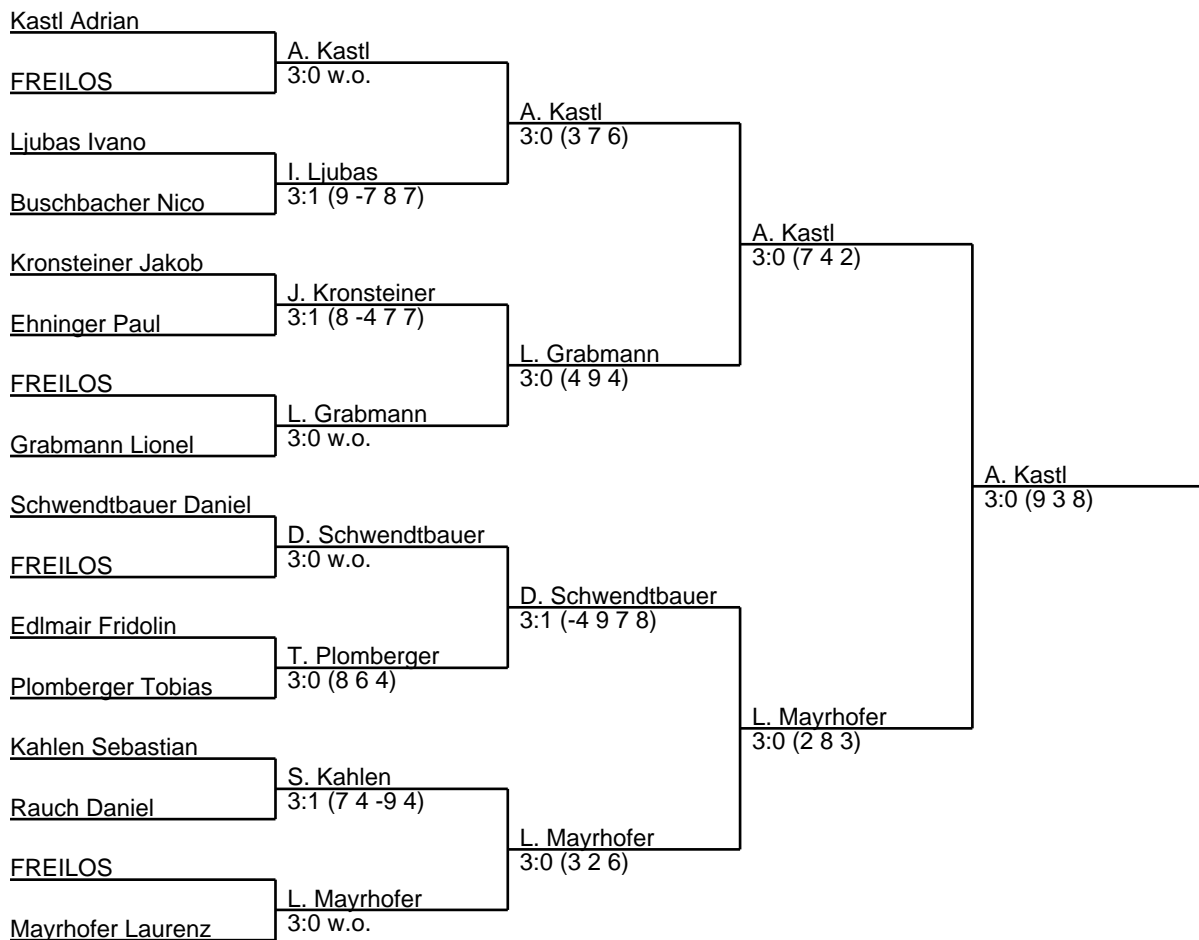 Kastl Adrian
FREILOS
Ljubas Ivano
Buschbacher Nico
Kronsteiner Jakob
Ehninger Paul
FREILOS
Grabmann Lionel
Schwendtbauer Daniel
FREILOS
Edlmair Fridolin
Plomberger Tobias
Kahlen Sebastian
Rauch Daniel
FREILOS
Mayrhofer Laurenz
A. Kastl
3:0 w.o.
I. Ljubas
3:1 (9 -7 8 7)
J. Kronsteiner
3:1 (8 -4 7 7)
L. Grabmann
3:0 w.o.
D. Schwendtbauer
3:0 w.o.
T. Plomberger
3:0 (8 6 4)
S. Kahlen
3:1 (7 4 -9 4)
L. Mayrhofer
3:0 w.o.
A. Kastl
3:0 (3 7 6)
L. Grabmann
3:0 (4 9 4)
D. Schwendtbauer
3:1 (-4 9 7 8)
L. Mayrhofer
3:0 (3 2 6)
A. Kastl
3:0 (7 4 2)
L. Mayrhofer
3:0 (2 8 3)
A. Kastl
3:0 (9 3 8)